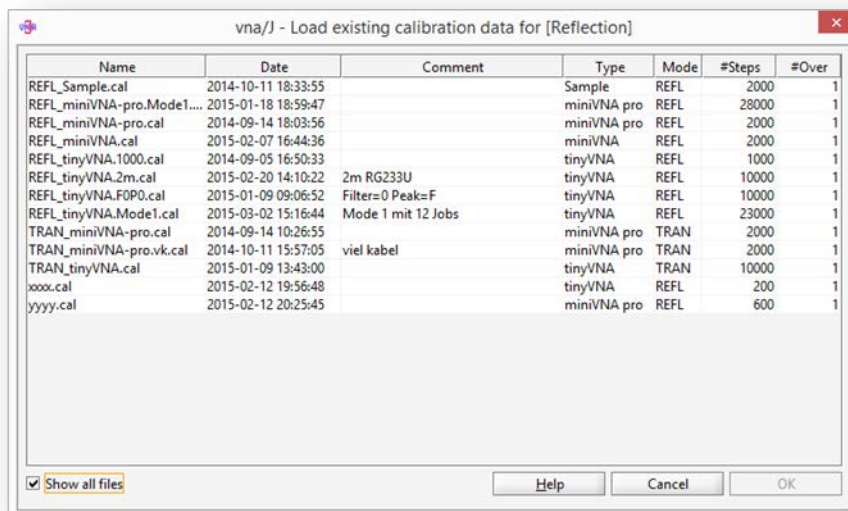 vna/J - Load existing calibration data for [Reflection]
Name Date Comment Type Mode #Steps #Over
REFL_Sample.cal 2014-10-11 18:33:55 Sample REFL 2000 1
REFL_miniVNA-pro.Mode1.... 2015-01-18 18:59:47 miniVNA pro REFL 28000 1
REFL_miniVNA-pro.cal 2014-09-14 18:03:56 miniVNA pro REFL 2000 1
REFL_miniVNA.cal 2015-02-07 16:44:36 miniVNA REFL 2000 1
REFL_tinyVNA.1000.cal 2014-09-05 16:50:33 tinyVNA REFL 1000 1
REFL_tinyVNA.2m.cal 2015-02-20 14:10:22 2m RG233U tinyVNA REFL 10000 1
REFL_tinyVNA.F0P0.cal 2015-01-09 09:06:52 Filter=0 Peak=F tinyVNA REFL 10000 1
REFL_tinyVNA.Mode1.cal 2015-03-02 15:16:44 Mode 1 mit 12 Jobs tinyVNA REFL 23000 1
TRAN_miniVNA-pro.cal 2014-09-14 10:26:55 miniVNA pro TRAN 2000 1
TRAN_miniVNA-pro.vk.cal 2014-10-11 15:57:05 viel kabel miniVNA pro TRAN 2000 1
TRAN_tinyVNA.cal 2015-01-09 13:43:00 tinyVNA TRAN 10000 1
xxxx.cal 2015-02-12 19:56:48 tinyVNA REFL 200 1
yyyy.cal 2015-02-12 20:25:45 miniVNA pro REFL 600 1
Show all files Help Cancel OK